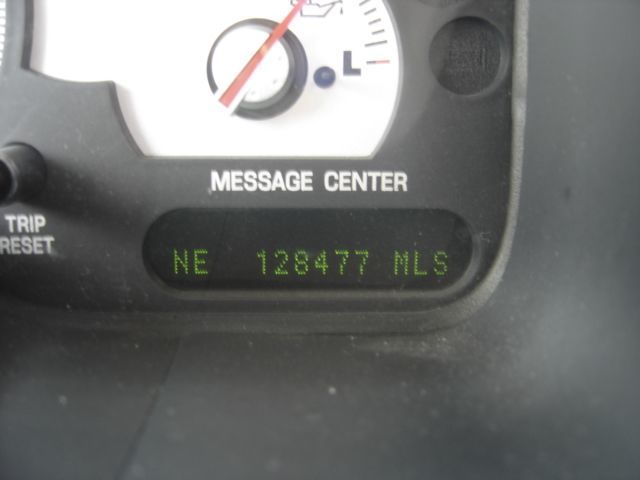 L
MESSAGE CENTER
TRIP
RESET
NE 128477 MLS